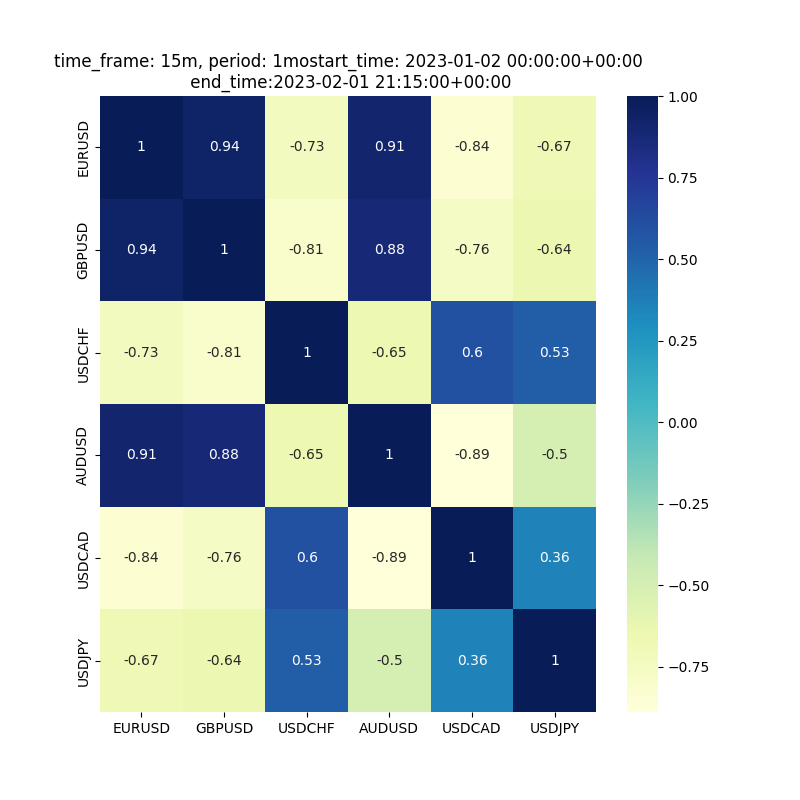 time_frame: 15m, period: 1mostart_time: 2023-01-02 00:00:00+00:00
end_time:2023-02-01 21:15:00+00:00
EURUSD 1 0.94 -0.73 0.91 -0.84 -0.67
GBPUSD 0.94 1 -0.81 0.88 -0.76 -0.64
USDCHF -0.73 -0.81 1 -0.65 0.6 0.53
AUDUSD 0.91 0.88 -0.65 1 -0.89 -0.5
USDCAD -0.84 -0.76 0.6 -0.89 1 0.36
USDJPY -0.67 -0.64 0.53 -0.5 0.36 1
EURUSD GBPUSD USDCHF AUDUSD USDCAD USDJPY
1.00
0.75
0.50
0.25
0.00
−0.25
−0.50
−0.75